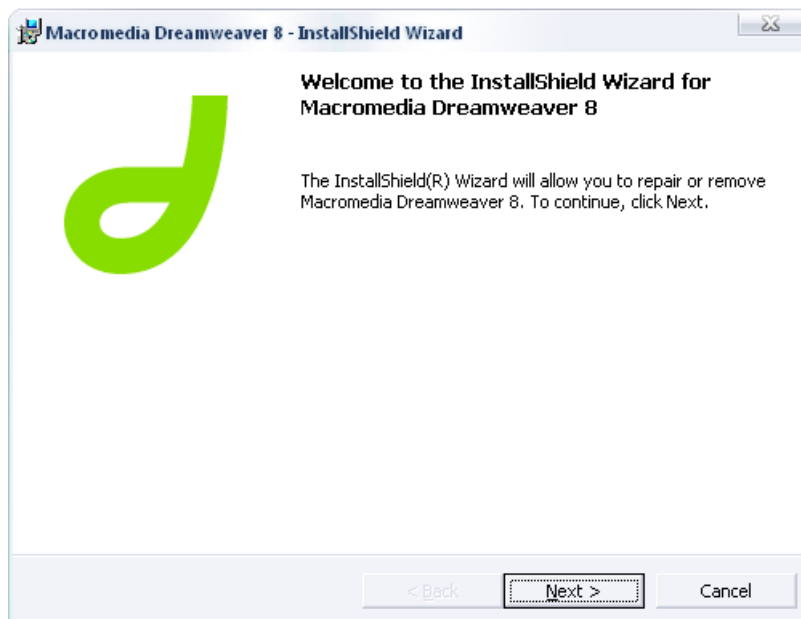 Macromedia Dreamweaver 8 - InstallShield Wizard
Welcome to the InstallShield Wizard for
Macromedia Dreamweaver 8
The InstallShield(R) Wizard will allow you to repair or remove
Macromedia Dreamweaver 8. To continue, click Next.
< Back Next > Cancel